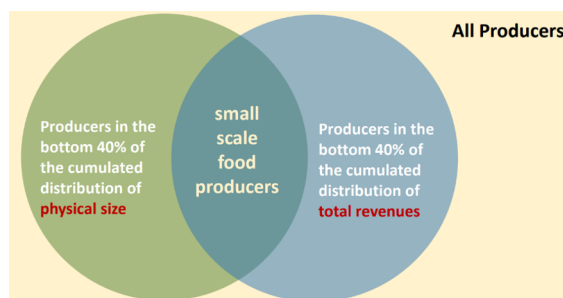 All Producers
Producers in the
bottom 40% of
the cumulated
distribution of
physical size
small
scale
food
producers
Producers in the
bottom 40% of
the cumulated
distribution of
total revenues